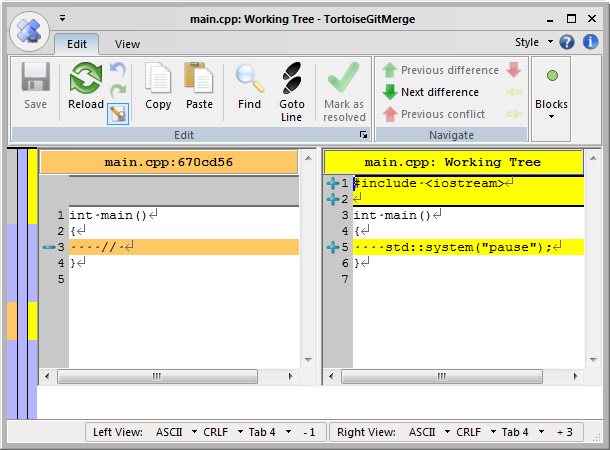 main.cpp: Working Tree - TortoiseGitMerge
Edit View Style
Save Reload Copy Paste Find Goto Line Mark as resolved
Previous difference
Next difference
Previous conflict
Blocks
Edit Navigate
main.cpp:670cd56
1 int·main()
2 {
3 ····//·
4 }
5
main.cpp: Working Tree
1 #include·<iostream>
2
3 int·main()
4 {
5 ····std::system("pause");
6 }
7
Left View: ASCII CRLF Tab 4 - 1 Right View: ASCII CRLF Tab 4 + 3